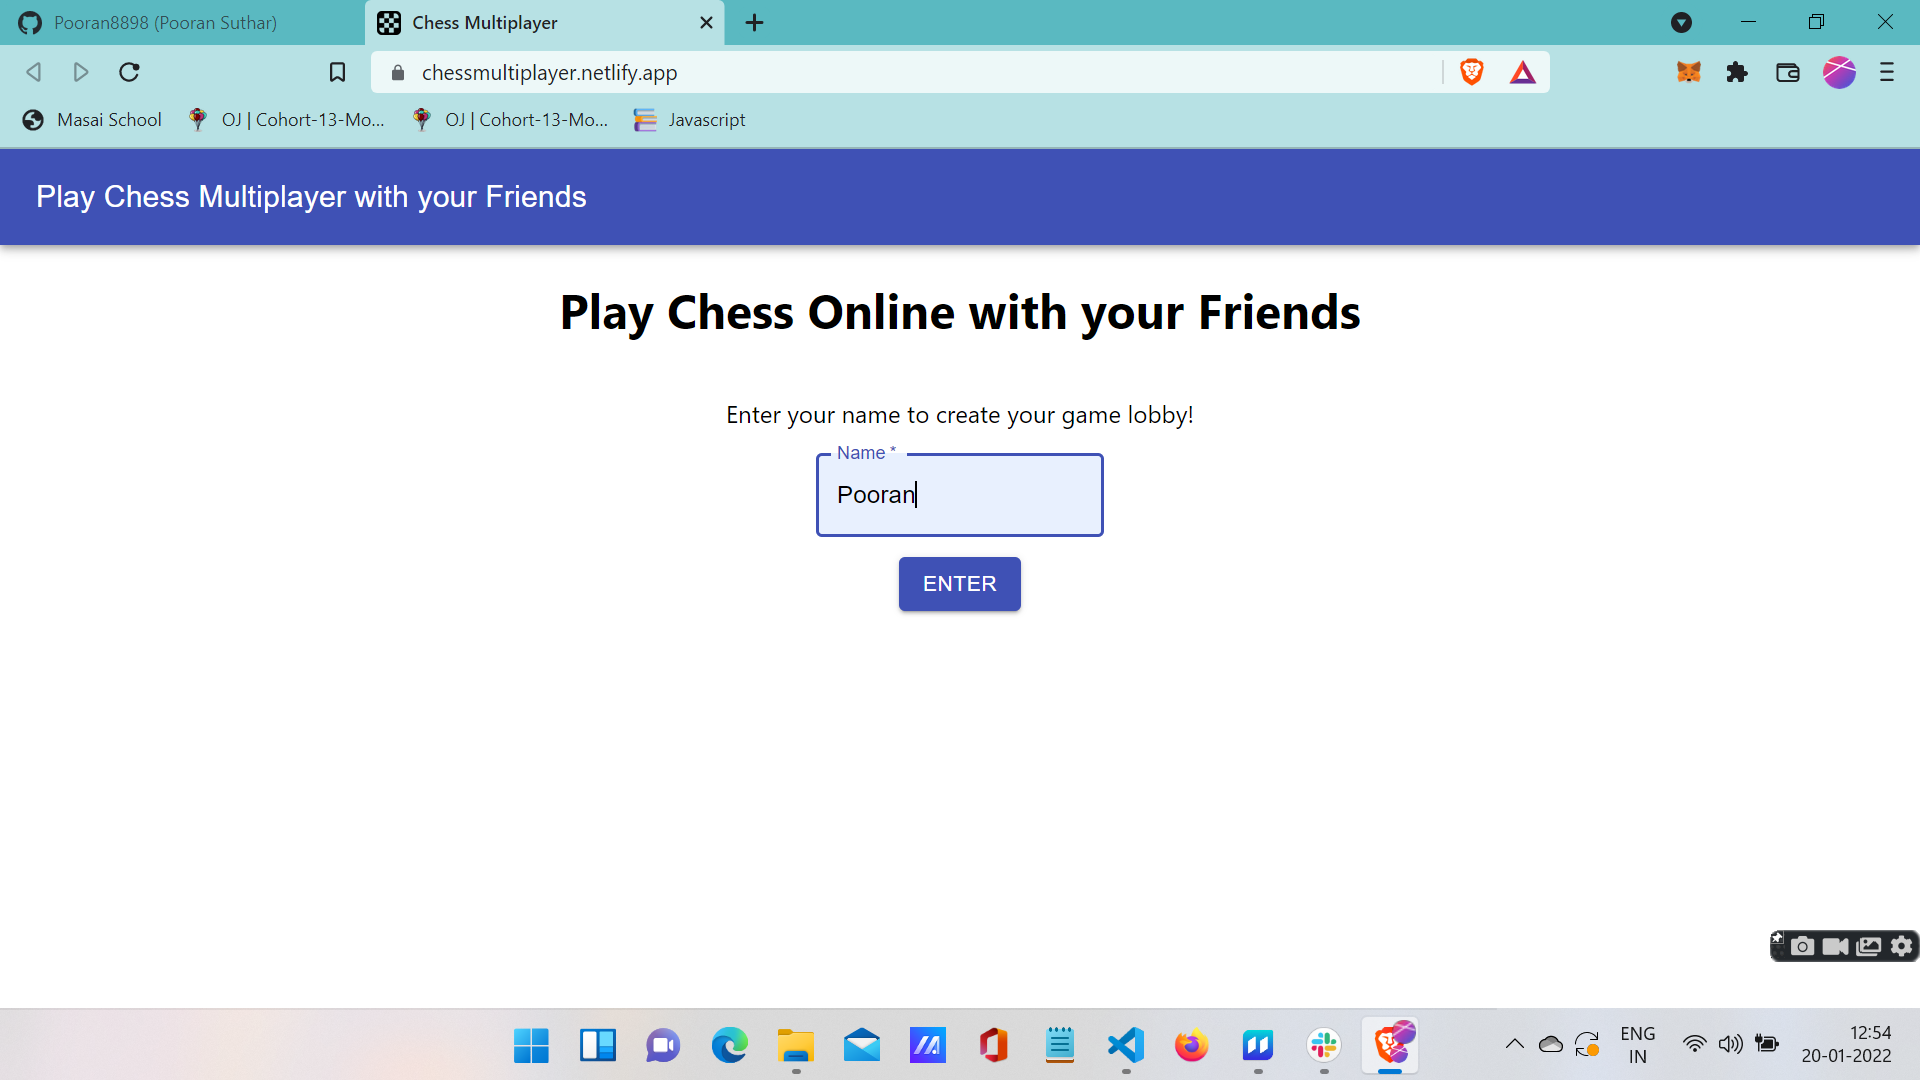 Pooran8898 (Pooran Suthar)
Chess Multiplayer
chessmultiplayer.netlify.app
Masai School
OJ | Cohort-13-Mo...
OJ | Cohort-13-Mo...
Javascript
Play Chess Multiplayer with your Friends
Play Chess Online with your Friends
Enter your name to create your game lobby!
Name *
Pooran
ENTER
ENG
IN
12:54
20-01-2022